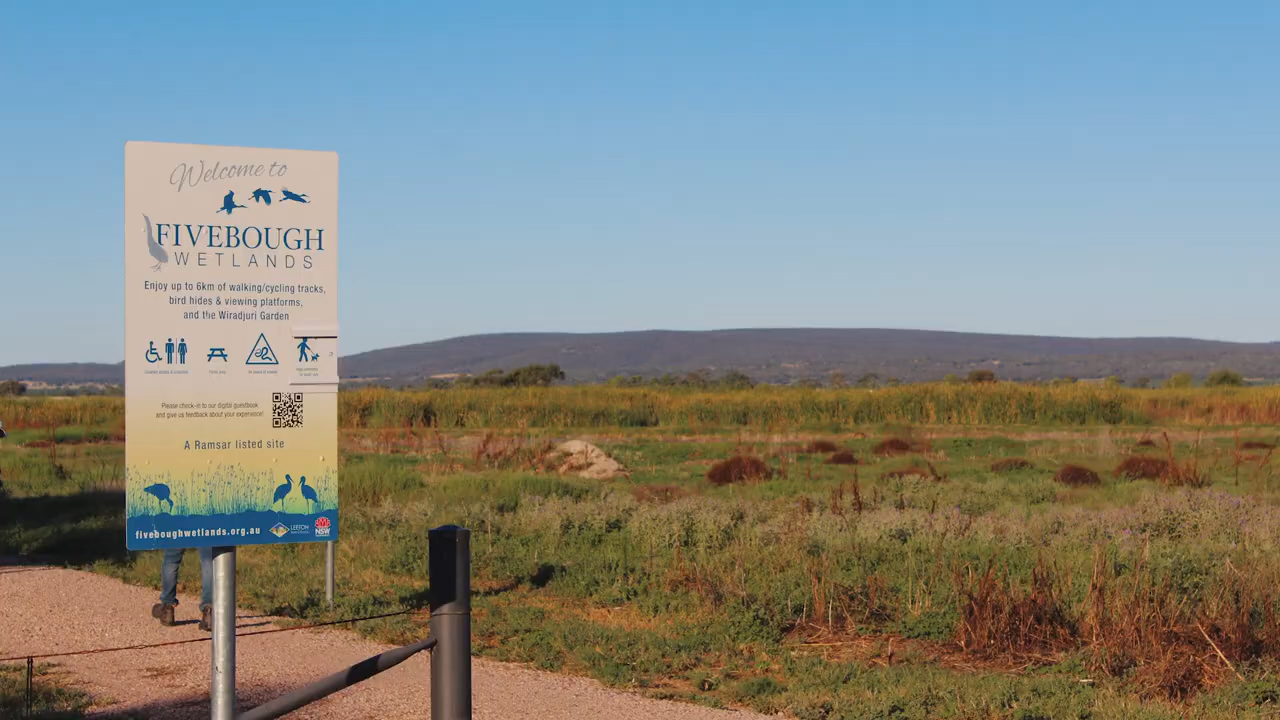 Welcome to
FIVEBOUGH
WETLANDS
Enjoy up to 6km of walking/cycling tracks,
bird hides & viewing platforms,
and the Wiradjuri Garden
Please check-in to our digital guestbook
and give us feedback about your experience!
A Ramsar listed site
fiveboughwetlands.org.au
LEETON
NSW